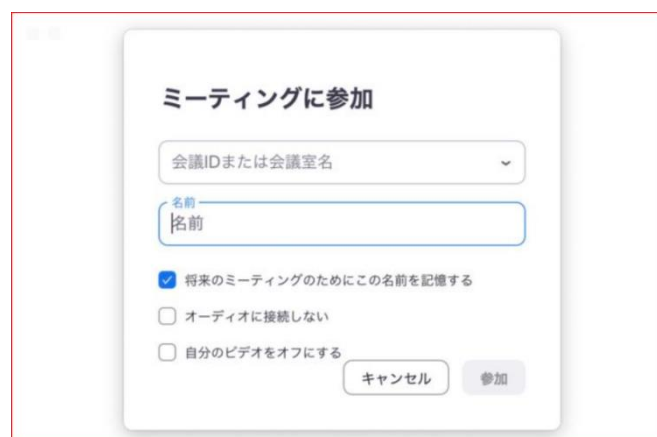 ミーティングに参加
会議IDまたは会議室名
名前
名前
将来のミーティングのためにこの名前を記憶する
オーディオに接続しない
自分のビデオをオフにする
キャンセル
参加